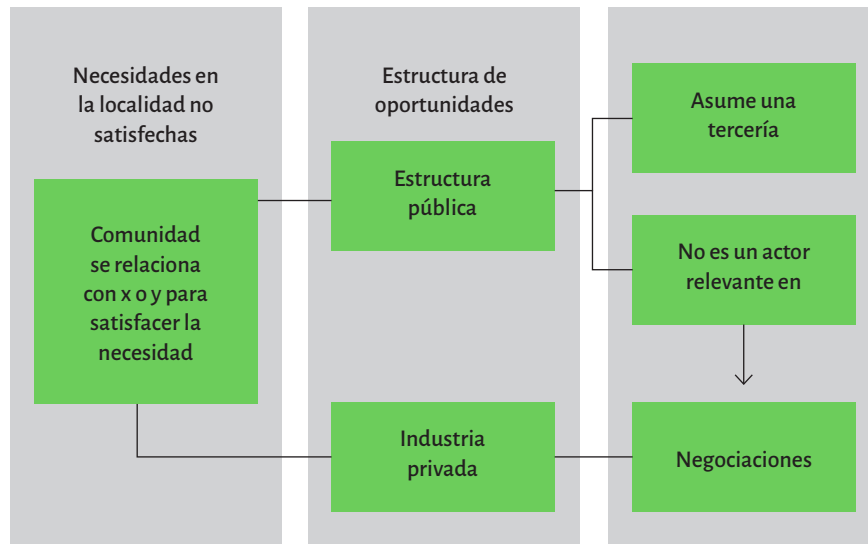 Necesidades en
la localidad no
satisfechas
Comunidad
se relaciona
con x o y para
satisfacer la
necesidad
Estructura de
oportunidades
Estructura
pública
Industria
privada
Asume una
tercería
No es un actor
relevante en
Negociaciones